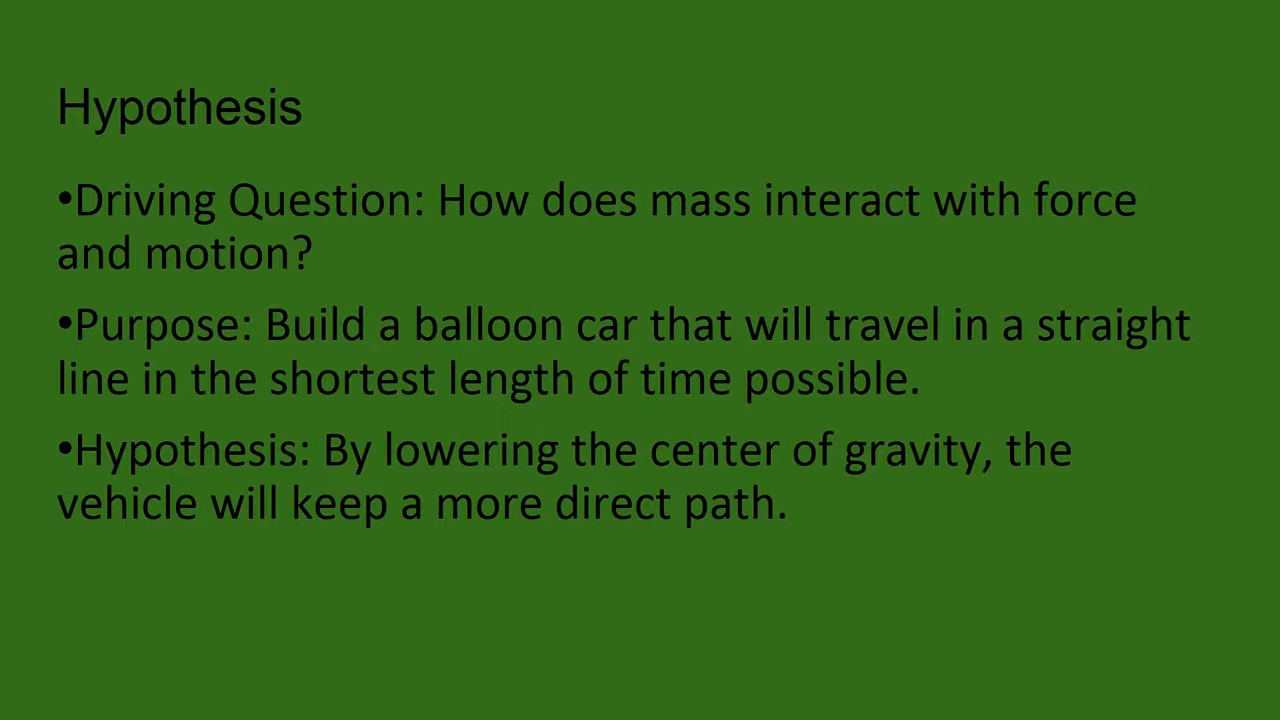 Hypothesis
•Driving Question: How does mass interact with force
and motion?
•Purpose: Build a balloon car that will travel in a straight
line in the shortest length of time possible.
•Hypothesis: By lowering the center of gravity, the
vehicle will keep a more direct path.